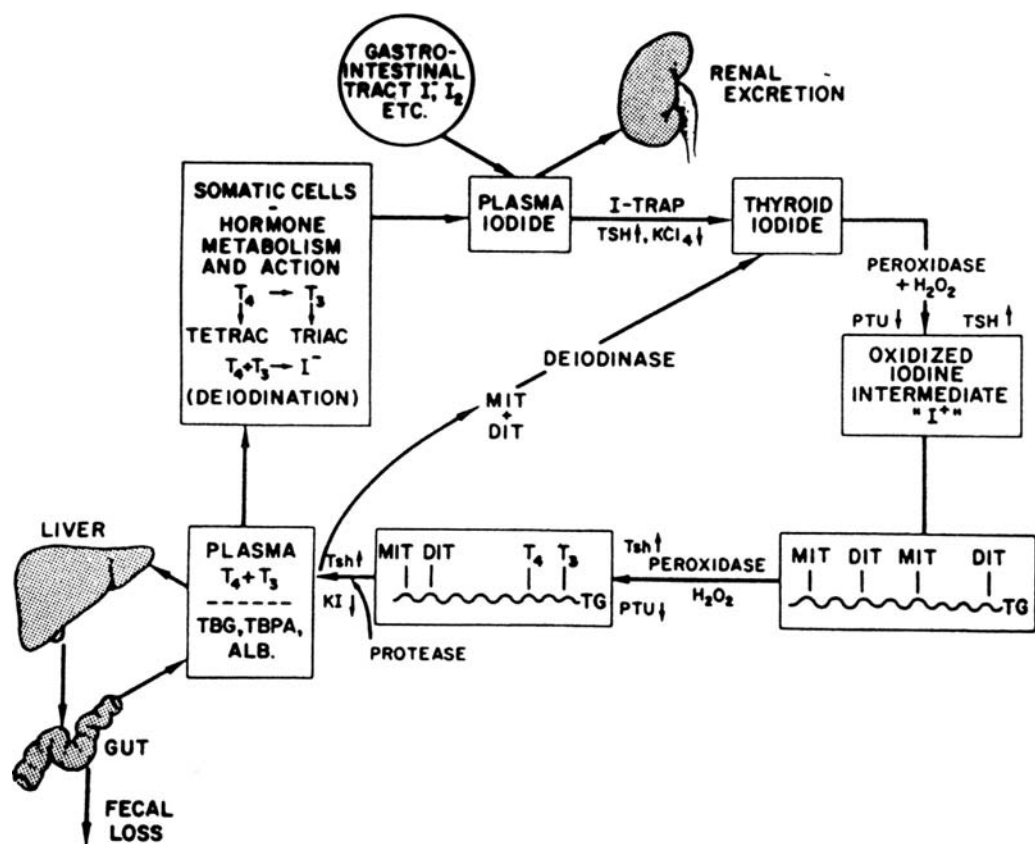 GASTRO-
INTESTINAL
TRACT I⁻, I₂
ETC.
RENAL
EXCRETION
SOMATIC CELLS
-
HORMONE
METABOLISM
AND ACTION
T₄ → T₃
↓ ↓
TETRAC TRIAC
T₄+T₃→I⁻
(DEIODINATION)
PLASMA
IODIDE
I-TRAP
TSH↑, KCl₄↓
THYROID
IODIDE
PEROXIDASE
+ H₂O₂
PTU↓ TSH↑
OXIDIZED
IODINE
INTERMEDIATE
"I⁺"
DEIODINASE
MIT
+
DIT
LIVER
PLASMA
T₄+T₃
TBG, TBPA,
ALB.
Tsh↑
KI↓
PROTEASE
MIT DIT T₄ T₃
TG
Tsh↑
PEROXIDASE
H₂O₂
PTU↓
MIT DIT MIT DIT
TG
GUT
FECAL
LOSS